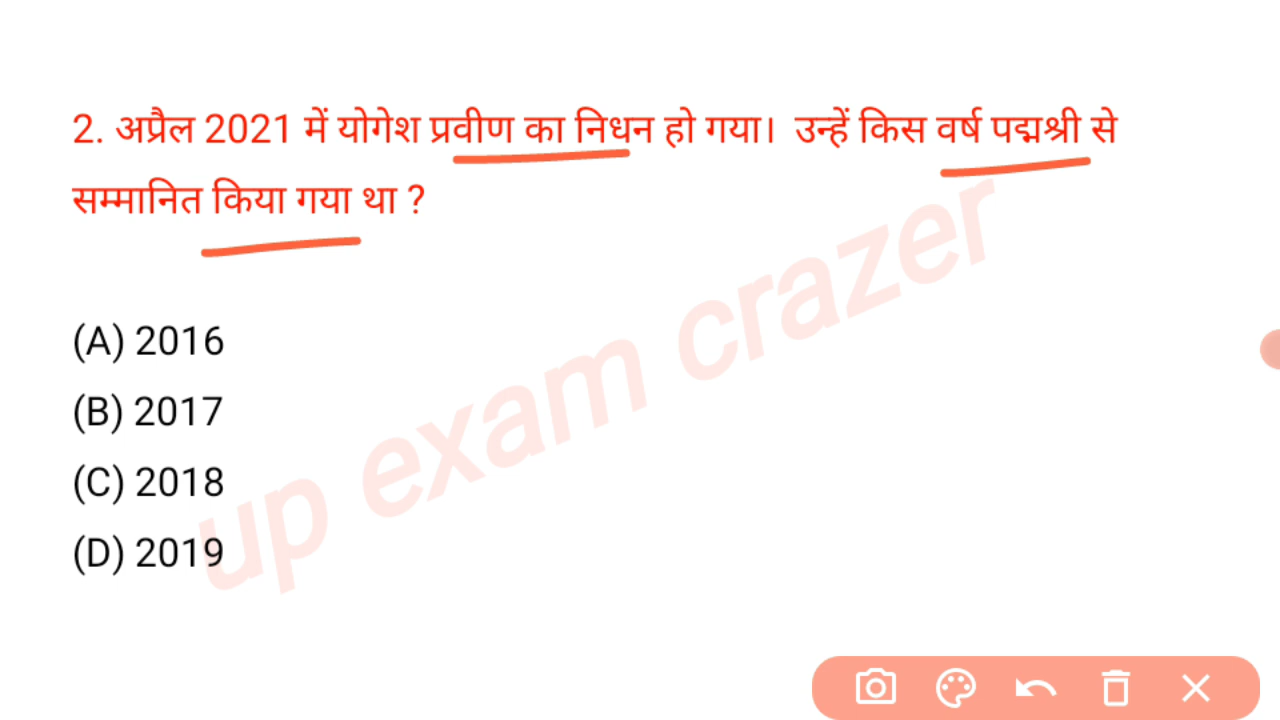 2. अप्रैल 2021 में योगेश प्रवीण का निधन हो गया। उन्हें किस वर्ष पद्मश्री से
सम्मानित किया गया था ?
(A) 2016
(B) 2017
(C) 2018
(D) 2019
up exam crazer